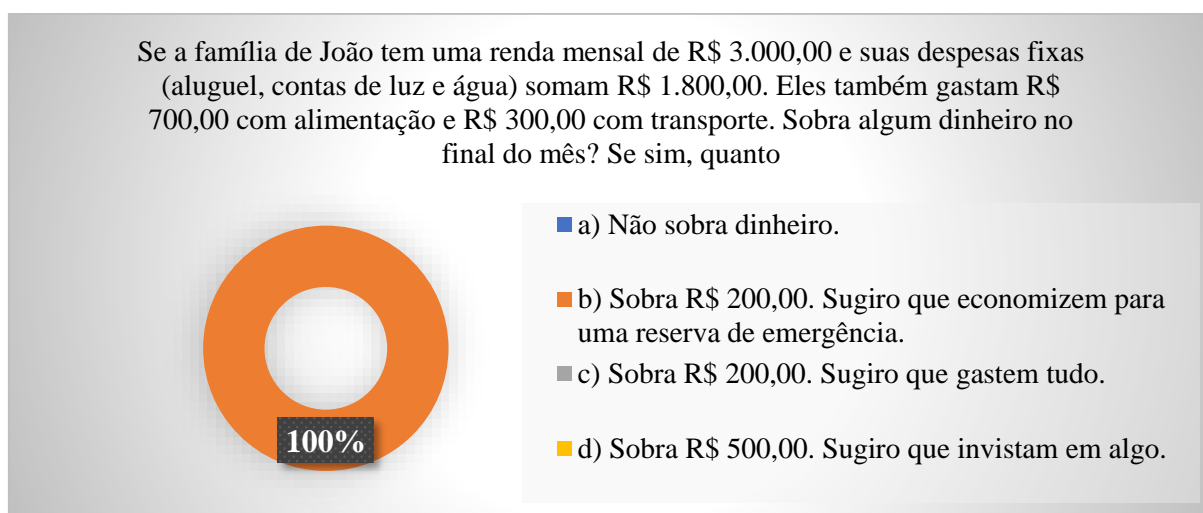 Se a família de João tem uma renda mensal de R$ 3.000,00 e suas despesas fixas
(aluguel, contas de luz e água) somam R$ 1.800,00. Eles também gastam R$
700,00 com alimentação e R$ 300,00 com transporte. Sobra algum dinheiro no
final do mês? Se sim, quanto
a) Não sobra dinheiro.
b) Sobra R$ 200,00. Sugiro que economizem para
uma reserva de emergência.
c) Sobra R$ 200,00. Sugiro que gastem tudo.
d) Sobra R$ 500,00. Sugiro que invistam em algo.
100%